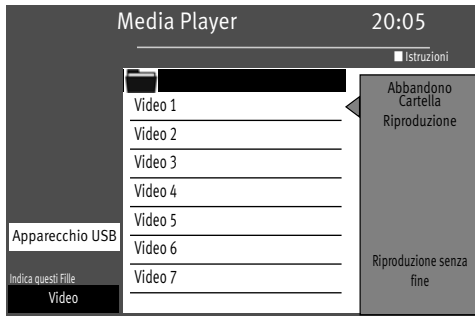 Media Player
20:05
Istruzioni
Video 1
Video 2
Video 3
Video 4
Video 5
Video 6
Video 7
Abbandono
Cartella
Riproduzione
Riproduzione senza
fine
Apparecchio USB
Indica questi Fille
Video